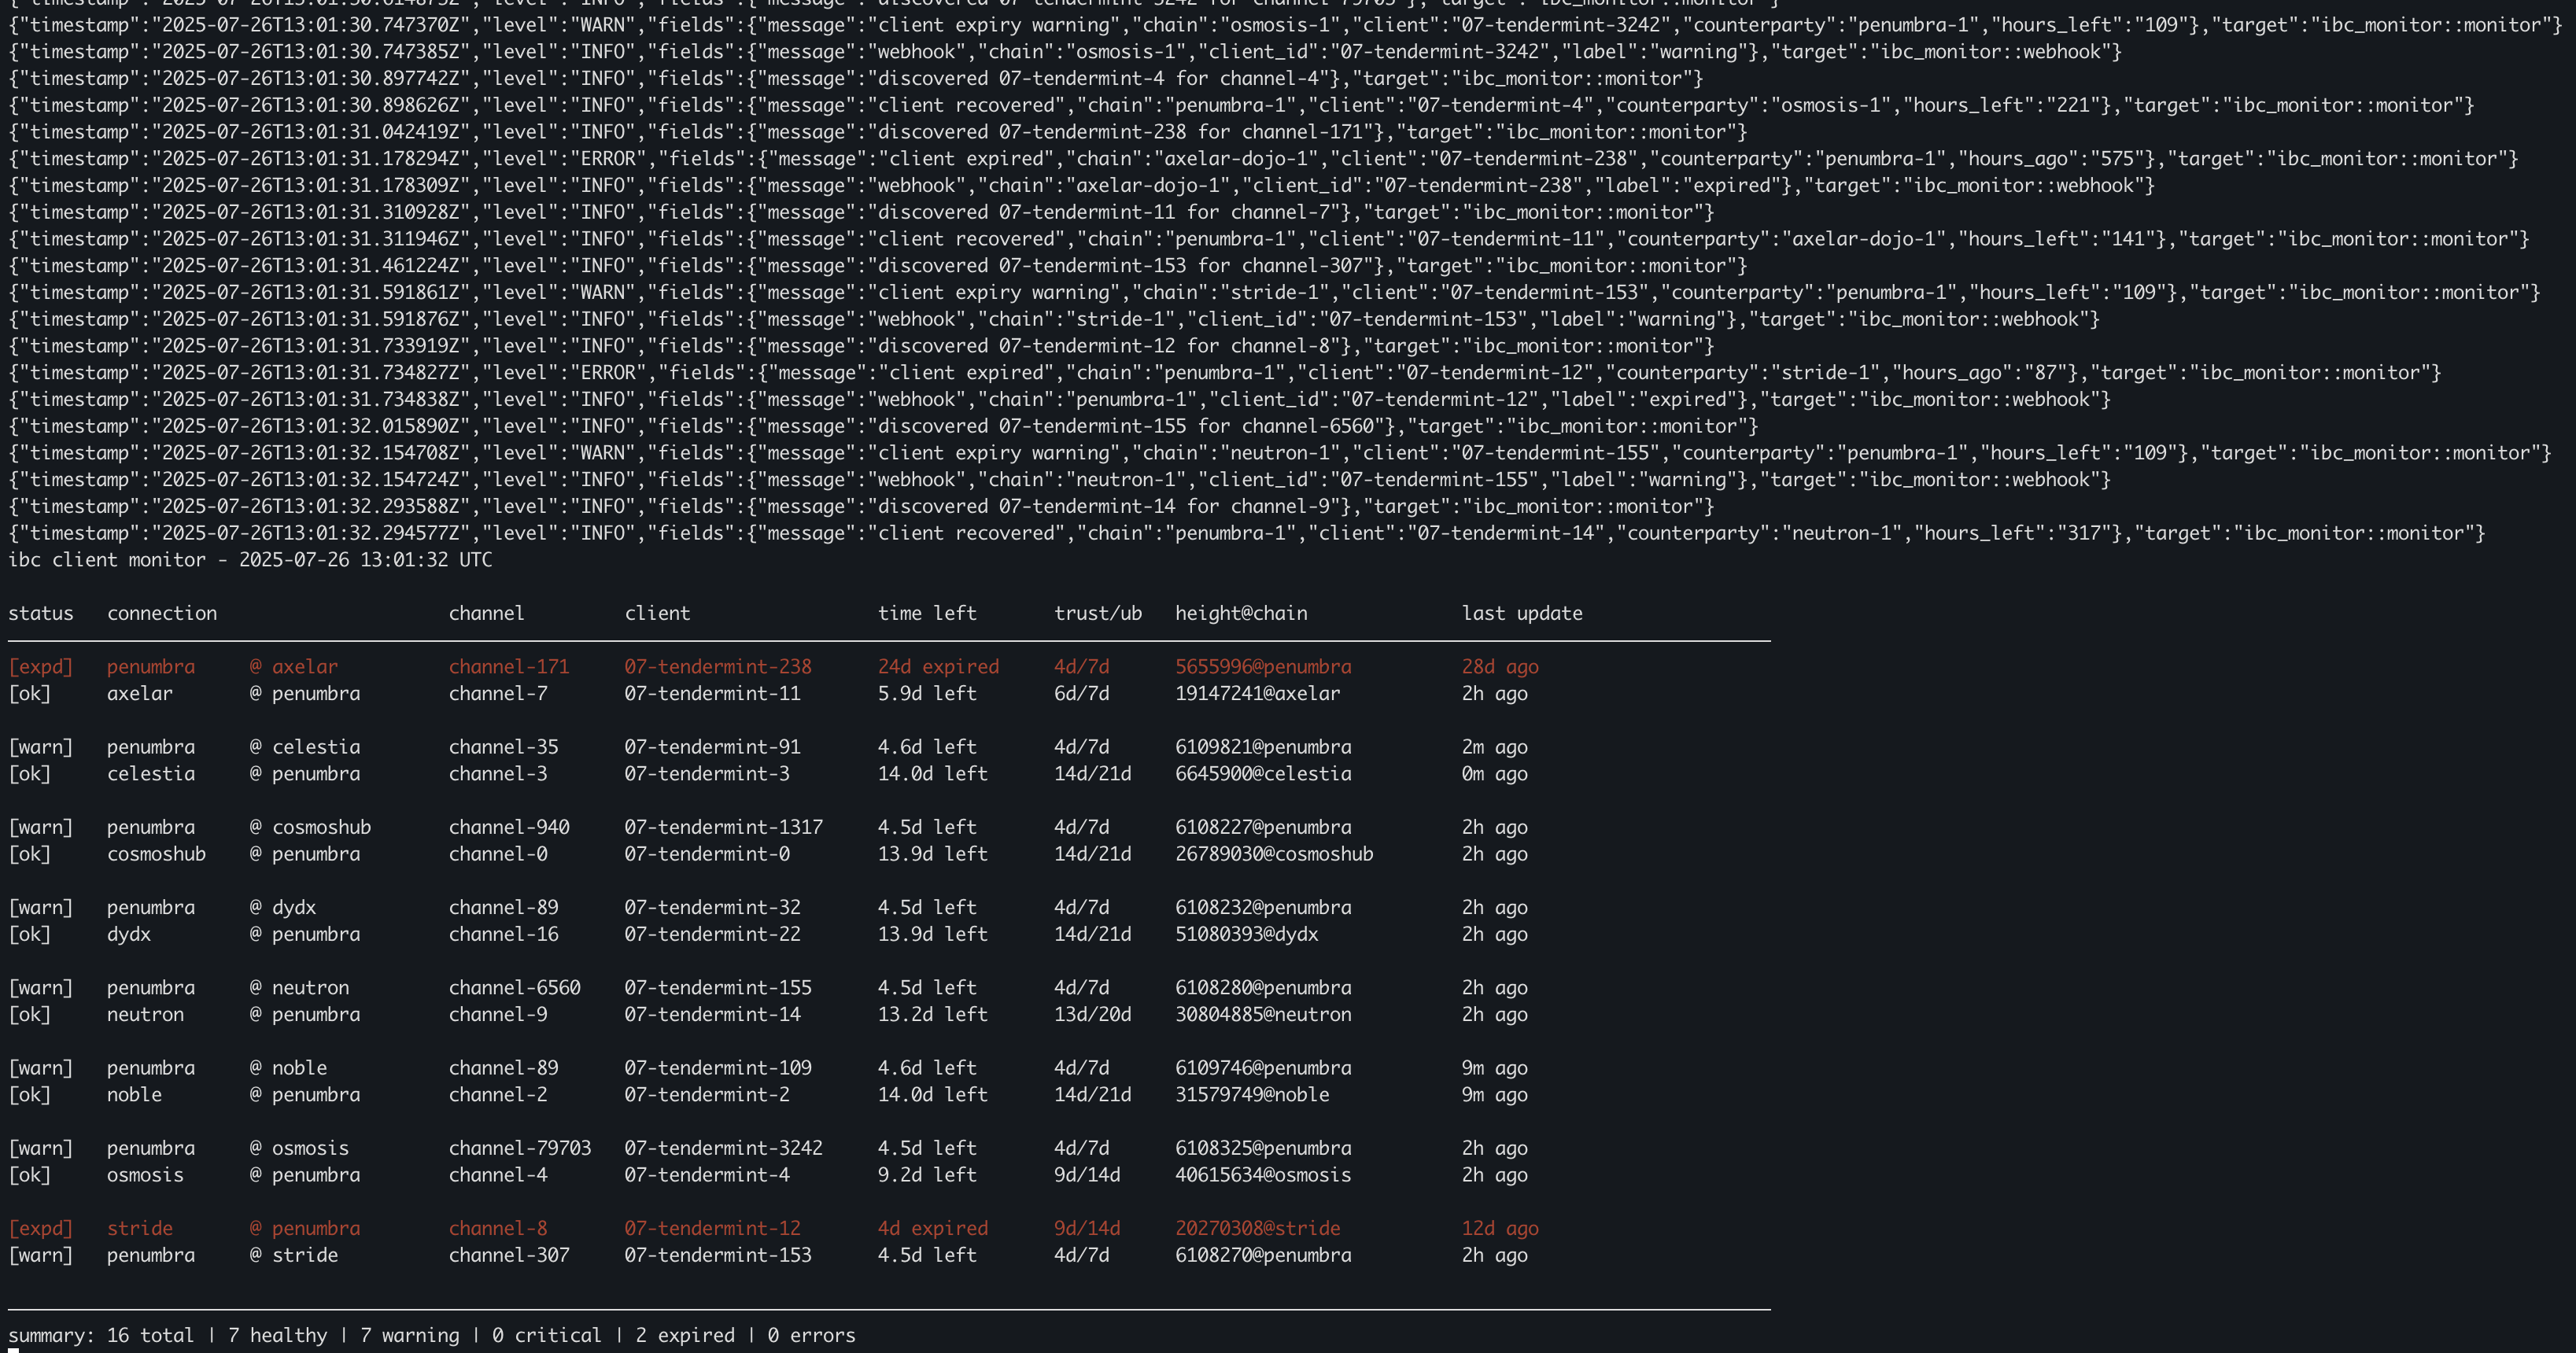 {"timestamp":"2025-07-26T13:01:30.614875Z","level":"INFO","fields":{"message":"discovered 07-tendermint-3242 for channel-79703"},"target":"ibc_monitor::monitor"}
{"timestamp":"2025-07-26T13:01:30.747370Z","level":"WARN","fields":{"message":"client expiry warning","chain":"osmosis-1","client":"07-tendermint-3242","counterparty":"penumbra-1","hours_left":"109"},"target":"ibc_monitor::monitor"}
{"timestamp":"2025-07-26T13:01:30.747385Z","level":"INFO","fields":{"message":"webhook","chain":"osmosis-1","client_id":"07-tendermint-3242","label":"warning"},"target":"ibc_monitor::webhook"}
{"timestamp":"2025-07-26T13:01:30.897742Z","level":"INFO","fields":{"message":"discovered 07-tendermint-4 for channel-4"},"target":"ibc_monitor::monitor"}
{"timestamp":"2025-07-26T13:01:30.898626Z","level":"INFO","fields":{"message":"client recovered","chain":"penumbra-1","client":"07-tendermint-4","counterparty":"osmosis-1","hours_left":"221"},"target":"ibc_monitor::monitor"}
{"timestamp":"2025-07-26T13:01:31.042419Z","level":"INFO","fields":{"message":"discovered 07-tendermint-238 for channel-171"},"target":"ibc_monitor::monitor"}
{"timestamp":"2025-07-26T13:01:31.178294Z","level":"ERROR","fields":{"message":"client expired","chain":"axelar-dojo-1","client":"07-tendermint-238","counterparty":"penumbra-1","hours_ago":"575"},"target":"ibc_monitor::monitor"}
{"timestamp":"2025-07-26T13:01:31.178309Z","level":"INFO","fields":{"message":"webhook","chain":"axelar-dojo-1","client_id":"07-tendermint-238","label":"expired"},"target":"ibc_monitor::webhook"}
{"timestamp":"2025-07-26T13:01:31.310928Z","level":"INFO","fields":{"message":"discovered 07-tendermint-11 for channel-7"},"target":"ibc_monitor::monitor"}
{"timestamp":"2025-07-26T13:01:31.311946Z","level":"INFO","fields":{"message":"client recovered","chain":"penumbra-1","client":"07-tendermint-11","counterparty":"axelar-dojo-1","hours_left":"141"},"target":"ibc_monitor::monitor"}
{"timestamp":"2025-07-26T13:01:31.461224Z","level":"INFO","fields":{"message":"discovered 07-tendermint-153 for channel-307"},"target":"ibc_monitor::monitor"}
{"timestamp":"2025-07-26T13:01:31.591861Z","level":"WARN","fields":{"message":"client expiry warning","chain":"stride-1","client":"07-tendermint-153","counterparty":"penumbra-1","hours_left":"109"},"target":"ibc_monitor::monitor"}
{"timestamp":"2025-07-26T13:01:31.591876Z","level":"INFO","fields":{"message":"webhook","chain":"stride-1","client_id":"07-tendermint-153","label":"warning"},"target":"ibc_monitor::webhook"}
{"timestamp":"2025-07-26T13:01:31.733919Z","level":"INFO","fields":{"message":"discovered 07-tendermint-12 for channel-8"},"target":"ibc_monitor::monitor"}
{"timestamp":"2025-07-26T13:01:31.734827Z","level":"ERROR","fields":{"message":"client expired","chain":"penumbra-1","client":"07-tendermint-12","counterparty":"stride-1","hours_ago":"87"},"target":"ibc_monitor::monitor"}
{"timestamp":"2025-07-26T13:01:31.734838Z","level":"INFO","fields":{"message":"webhook","chain":"penumbra-1","client_id":"07-tendermint-12","label":"expired"},"target":"ibc_monitor::webhook"}
{"timestamp":"2025-07-26T13:01:32.015890Z","level":"INFO","fields":{"message":"discovered 07-tendermint-155 for channel-6560"},"target":"ibc_monitor::monitor"}
{"timestamp":"2025-07-26T13:01:32.154708Z","level":"WARN","fields":{"message":"client expiry warning","chain":"neutron-1","client":"07-tendermint-155","counterparty":"penumbra-1","hours_left":"109"},"target":"ibc_monitor::monitor"}
{"timestamp":"2025-07-26T13:01:32.154724Z","level":"INFO","fields":{"message":"webhook","chain":"neutron-1","client_id":"07-tendermint-155","label":"warning"},"target":"ibc_monitor::webhook"}
{"timestamp":"2025-07-26T13:01:32.293588Z","level":"INFO","fields":{"message":"discovered 07-tendermint-14 for channel-9"},"target":"ibc_monitor::monitor"}
{"timestamp":"2025-07-26T13:01:32.294577Z","level":"INFO","fields":{"message":"client recovered","chain":"penumbra-1","client":"07-tendermint-14","counterparty":"neutron-1","hours_left":"317"},"target":"ibc_monitor::monitor"}
ibc client monitor - 2025-07-26 13:01:32 UTC
status connection channel client time left trust/ub height@chain last update
[expd] penumbra @ axelar channel-171 07-tendermint-238 24d expired 4d/7d 5655996@penumbra 28d ago
[ok] axelar @ penumbra channel-7 07-tendermint-11 5.9d left 6d/7d 19147241@axelar 2h ago
[warn] penumbra @ celestia channel-35 07-tendermint-91 4.6d left 4d/7d 6109821@penumbra 2m ago
[ok] celestia @ penumbra channel-3 07-tendermint-3 14.0d left 14d/21d 6645900@celestia 0m ago
[warn] penumbra @ cosmoshub channel-940 07-tendermint-1317 4.5d left 4d/7d 6108227@penumbra 2h ago
[ok] cosmoshub @ penumbra channel-0 07-tendermint-0 13.9d left 14d/21d 26789030@cosmoshub 2h ago
[warn] penumbra @ dydx channel-89 07-tendermint-32 4.5d left 4d/7d 6108232@penumbra 2h ago
[ok] dydx @ penumbra channel-16 07-tendermint-22 13.9d left 14d/21d 51080393@dydx 2h ago
[warn] penumbra @ neutron channel-6560 07-tendermint-155 4.5d left 4d/7d 6108280@penumbra 2h ago
[ok] neutron @ penumbra channel-9 07-tendermint-14 13.2d left 13d/20d 30804885@neutron 2h ago
[warn] penumbra @ noble channel-89 07-tendermint-109 4.6d left 4d/7d 6109746@penumbra 9m ago
[ok] noble @ penumbra channel-2 07-tendermint-2 14.0d left 14d/21d 31579749@noble 9m ago
[warn] penumbra @ osmosis channel-79703 07-tendermint-3242 4.5d left 4d/7d 6108325@penumbra 2h ago
[ok] osmosis @ penumbra channel-4 07-tendermint-4 9.2d left 9d/14d 40615634@osmosis 2h ago
[expd] stride @ penumbra channel-8 07-tendermint-12 4d expired 9d/14d 20270308@stride 12d ago
[warn] penumbra @ stride channel-307 07-tendermint-153 4.5d left 4d/7d 6108270@penumbra 2h ago
summary: 16 total | 7 healthy | 7 warning | 0 critical | 2 expired | 0 errors